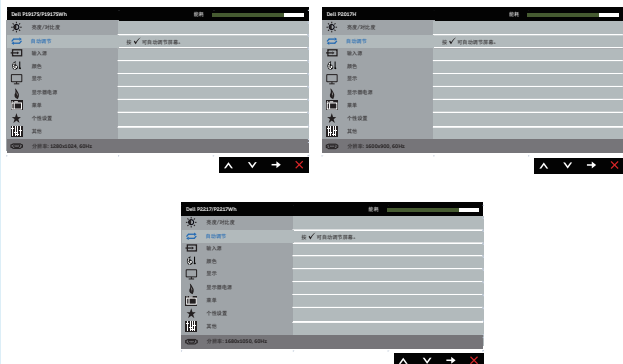 Dell P1917S/P1917SWh 能耗
亮度/对比度
自动调节 按 ✓ 可自动调节屏幕。
输入源
颜色
显示
显示器电源
菜单
个性设置
其他
分辨率: 1280x1024, 60Hz
Dell P2017H 能耗
亮度/对比度
自动调节 按 ✓ 可自动调节屏幕。
输入源
颜色
显示
显示器电源
菜单
个性设置
其他
分辨率: 1600x900, 60Hz
Dell P2217/P2217Wh 能耗
亮度/对比度
自动调节 按 ✓ 可自动调节屏幕。
输入源
颜色
显示
显示器电源
菜单
个性设置
其他
分辨率: 1680x1050, 60Hz